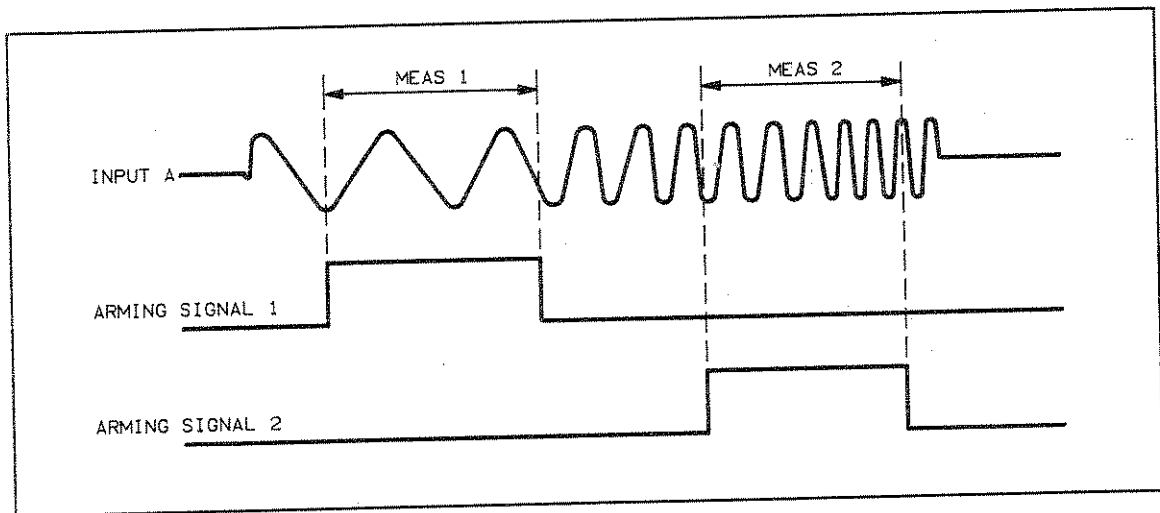 MEAS 1
MEAS 2
INPUT A
ARMING SIGNAL 1
ARMING SIGNAL 2